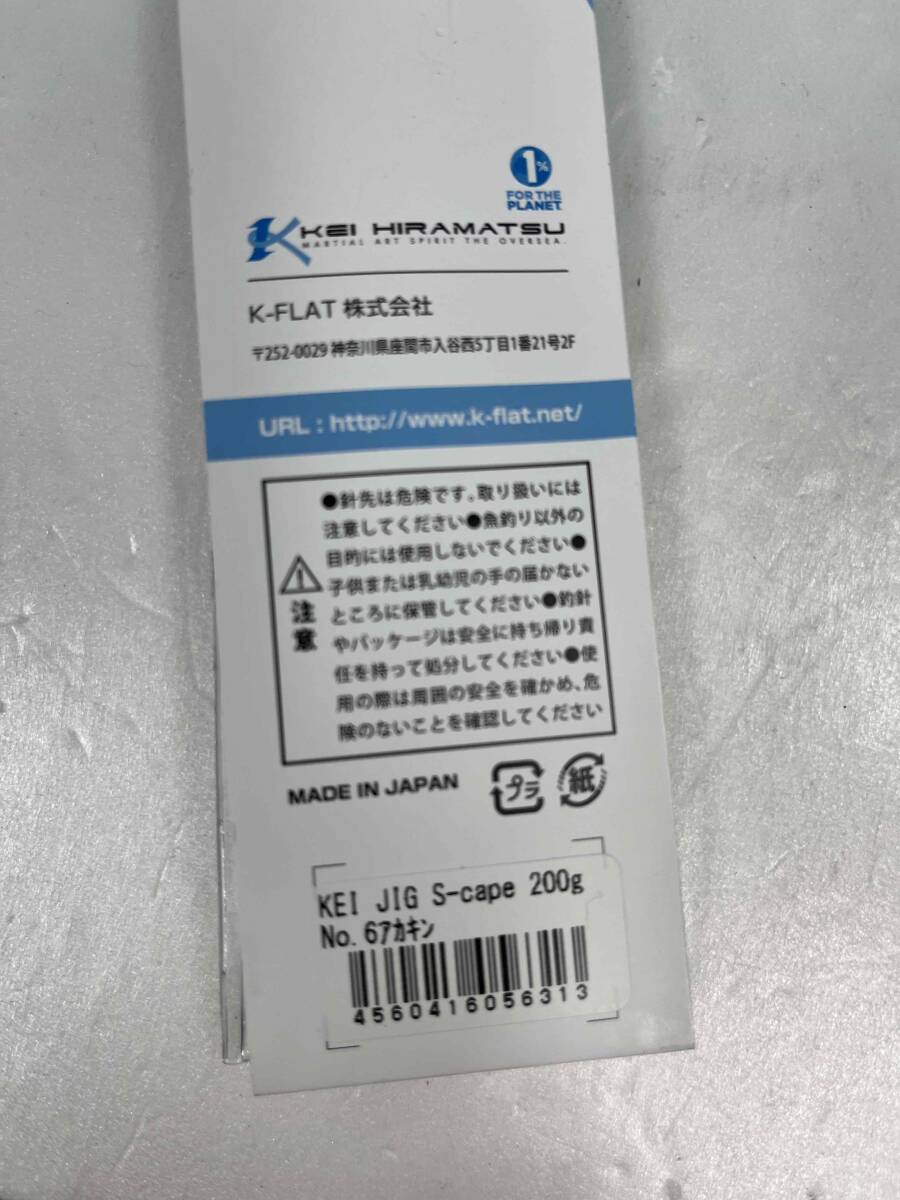 1%
FOR THE
PLANET
KEI HIRAMATSU
MARTIAL ART SPIRIT THE OVERSEA.
K-FLAT 株式会社
〒252-0029 神奈川県座間市入谷西5丁目1番21号2F
URL : http://www.k-flat.net/
注意
●針先は危険です。取り扱いには
注意してください●魚釣り以外の
目的には使用しないでください●
子供または乳幼児の手の届かない
ところに保管してください●釣針
やパッケージは安全に持ち帰り責
任を持って処分してください●使
用の際は周囲の安全を確かめ、危
険のないことを確認してください
MADE IN JAPAN
プラ
紙
KEI JIG S-cape 200g
No. 6ｱｶｷﾝ
4560416056313